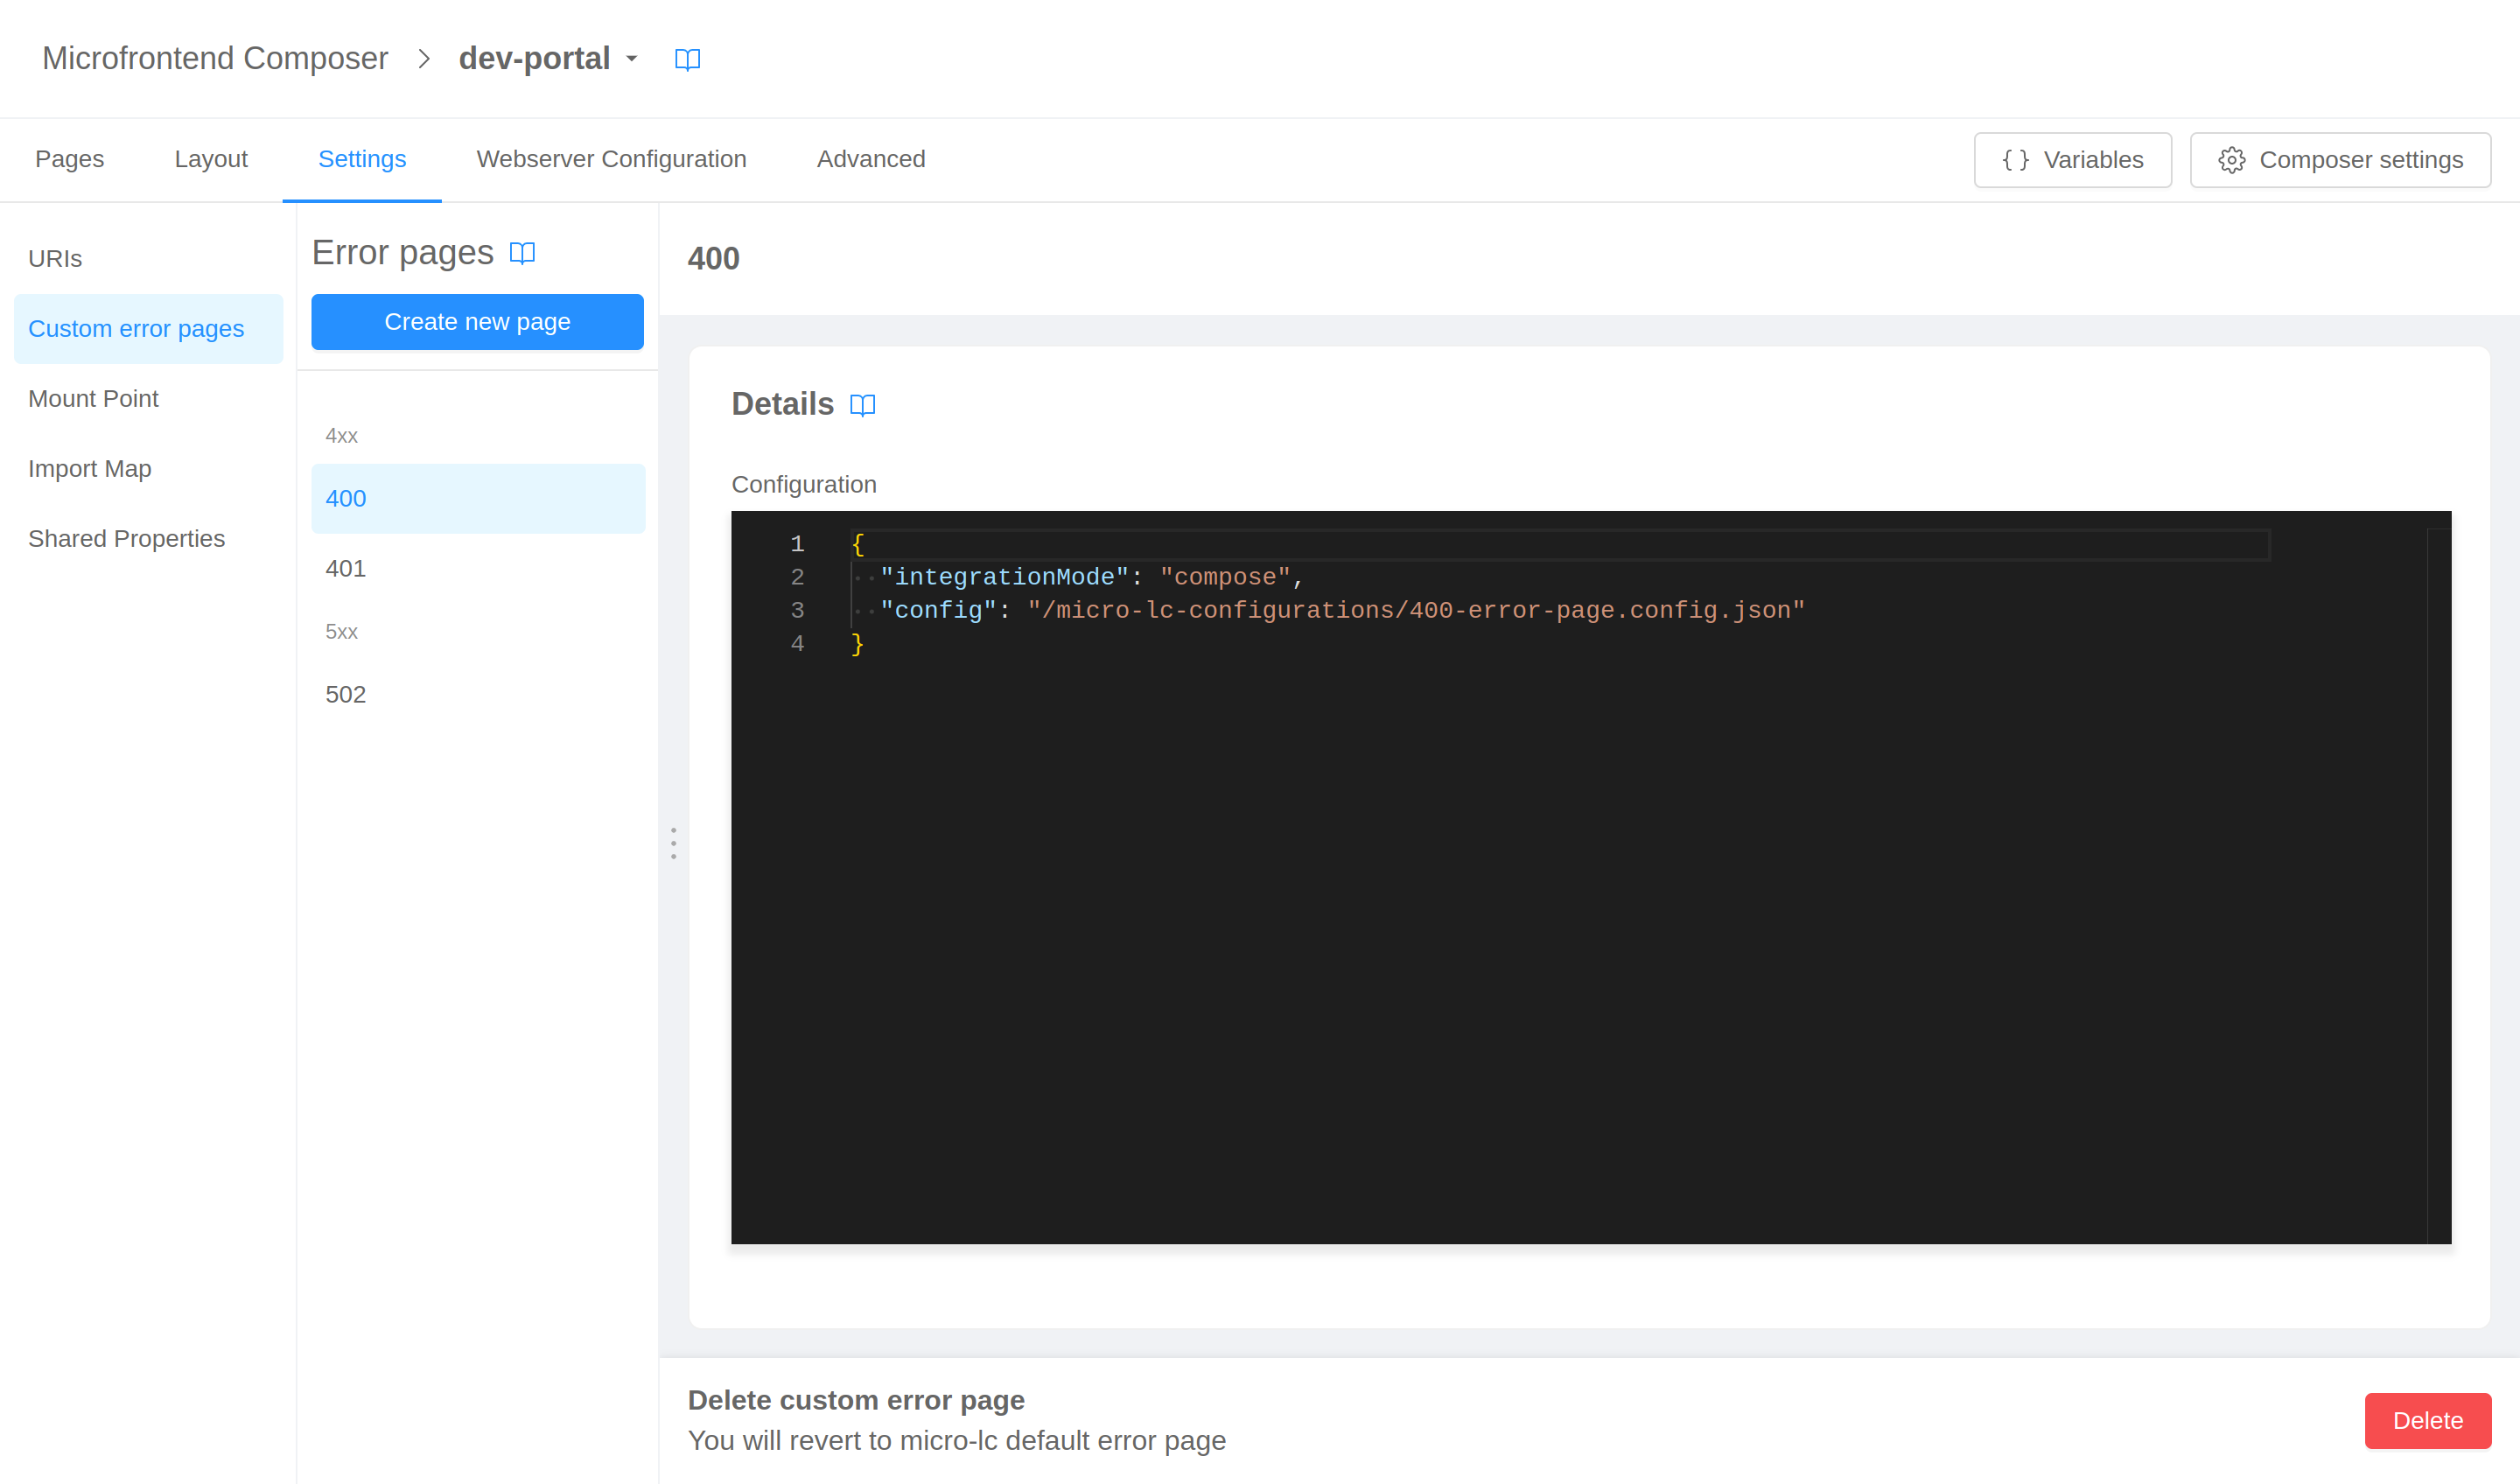 Microfrontend Composer > dev-portal
Pages Layout Settings Webserver Configuration Advanced { } Variables Composer settings
URIs
Custom error pages
Mount Point
Import Map
Shared Properties
Error pages
Create new page
4xx
400
401
5xx
502
400
Details
Configuration
1 {
2 "integrationMode": "compose",
3 "config": "/micro-lc-configurations/400-error-page.config.json"
4 }
Delete custom error page
You will revert to micro-lc default error page
Delete